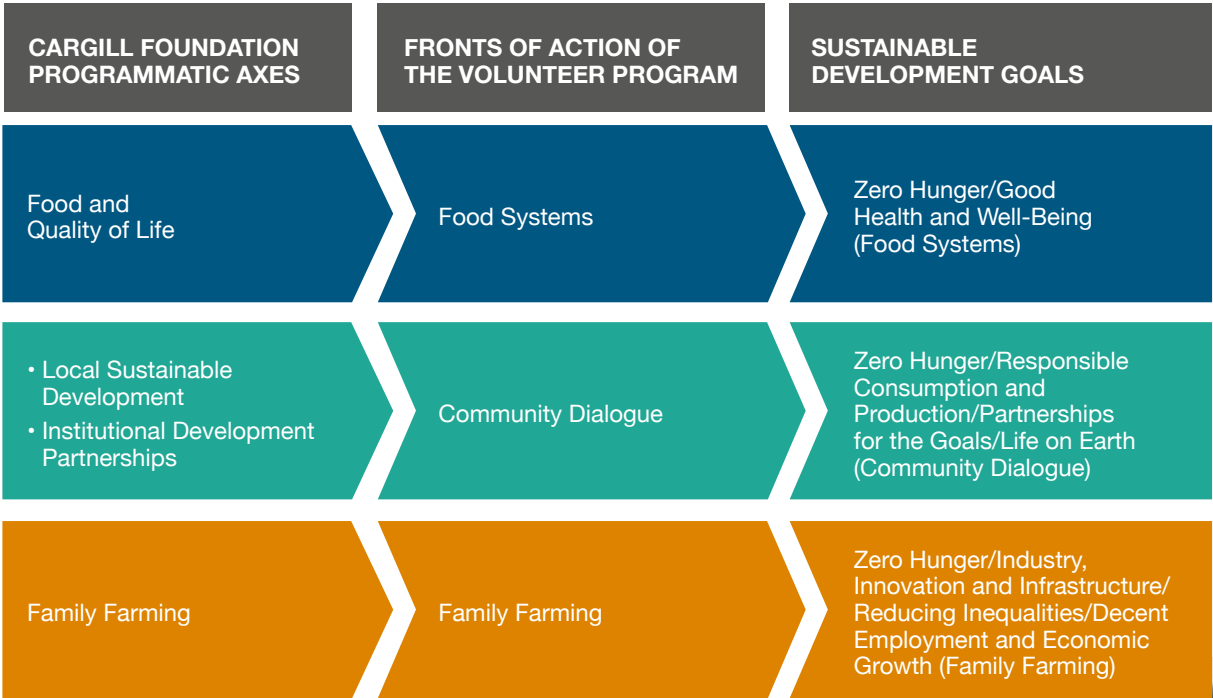 CARGILL FOUNDATION
PROGRAMMATIC AXES
FRONTS OF ACTION OF
THE VOLUNTEER PROGRAM
SUSTAINABLE
DEVELOPMENT GOALS
Food and
Quality of Life
Food Systems
Zero Hunger/Good
Health and Well-Being
(Food Systems)
• Local Sustainable
Development
• Institutional Development
Partnerships
Community Dialogue
Zero Hunger/Responsible
Consumption and
Production/Partnerships
for the Goals/Life on Earth
(Community Dialogue)
Family Farming
Family Farming
Zero Hunger/Industry,
Innovation and Infrastructure/
Reducing Inequalities/Decent
Employment and Economic
Growth (Family Farming)